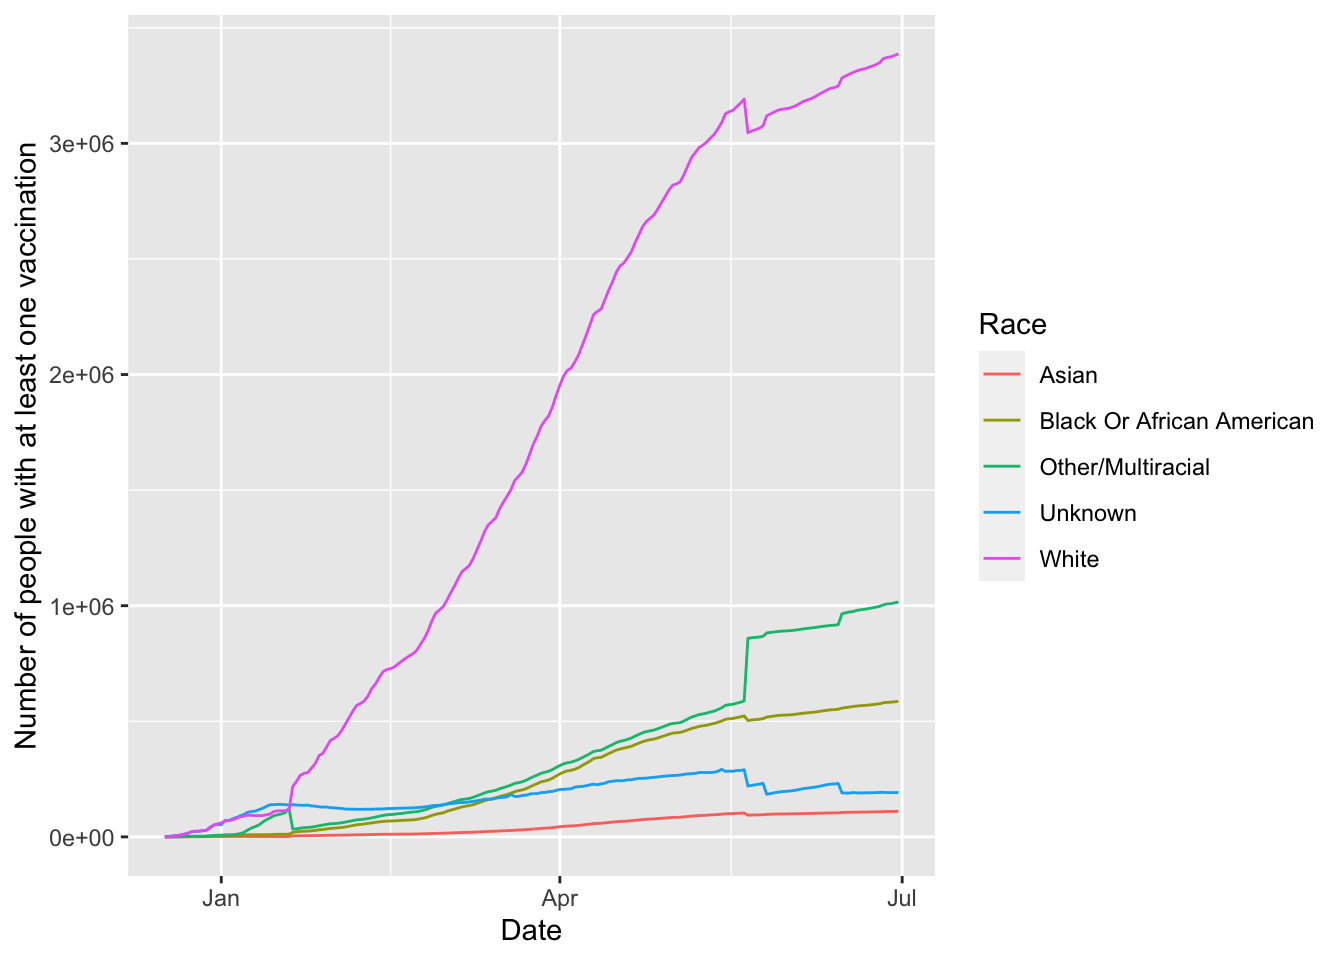 Number of people with at least one vaccination
3e+06
2e+06
1e+06
0e+00
Jan
Apr
Jul
Date
Race
Asian
Black Or African American
Other/Multiracial
Unknown
White